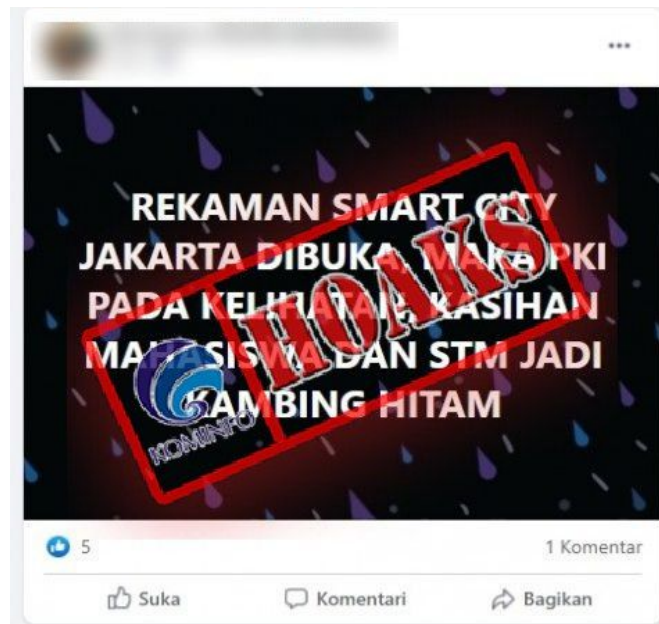 REKAMAN SMART CITY
JAKARTA DIBUKA, MAKA PKI
PADA KELIHATAN, KASIHAN
MAHASISWA DAN STM JADI
KAMBING HITAM
HOAKS
KOMINFO
5
1 Komentar
Suka
Komentari
Bagikan